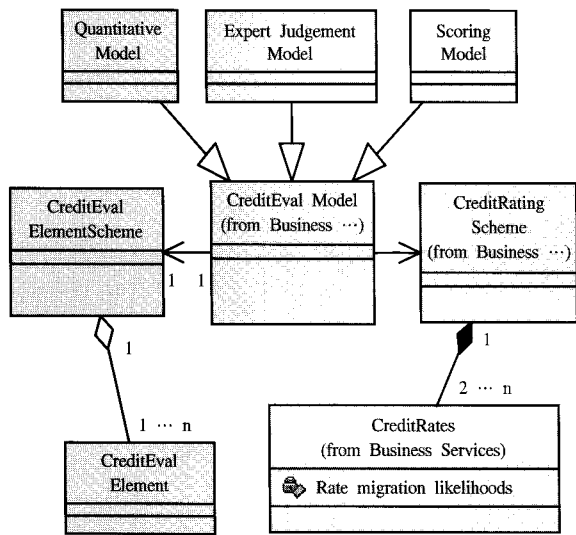 Quantitative
Model
Expert Judgement
Model
Scoring
Model
CreditEval
ElementScheme
CreditEval Model
(from Business ⋯)
CreditRating
Scheme
(from Business ⋯)
1
1
1
1
1 ⋯ n
2 ⋯ n
CreditEval
Element
CreditRates
(from Business Services)
Rate migration likelihoods